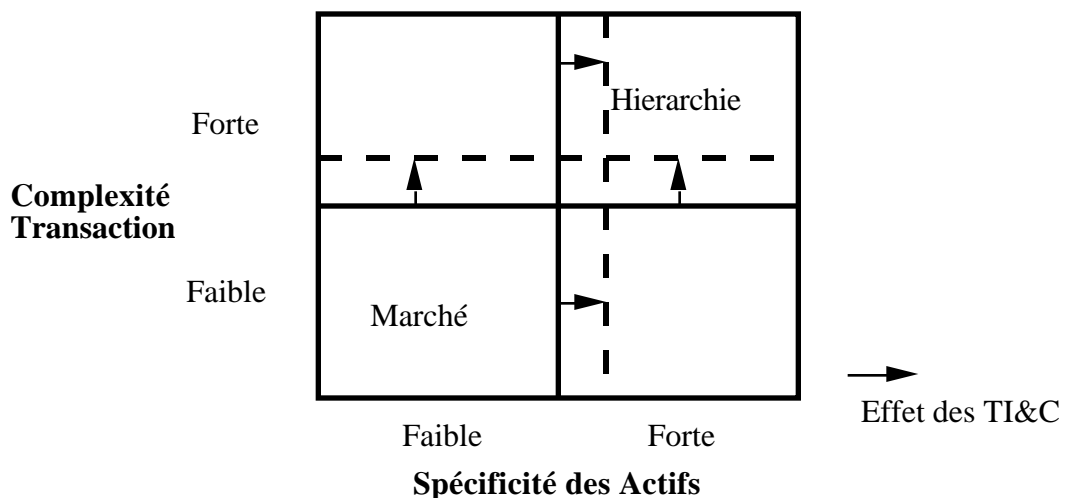 Hierarchie
Forte
Complexité
Transaction
Faible
Marché
Effet des TI&C
Faible
Forte
Spécificité des Actifs